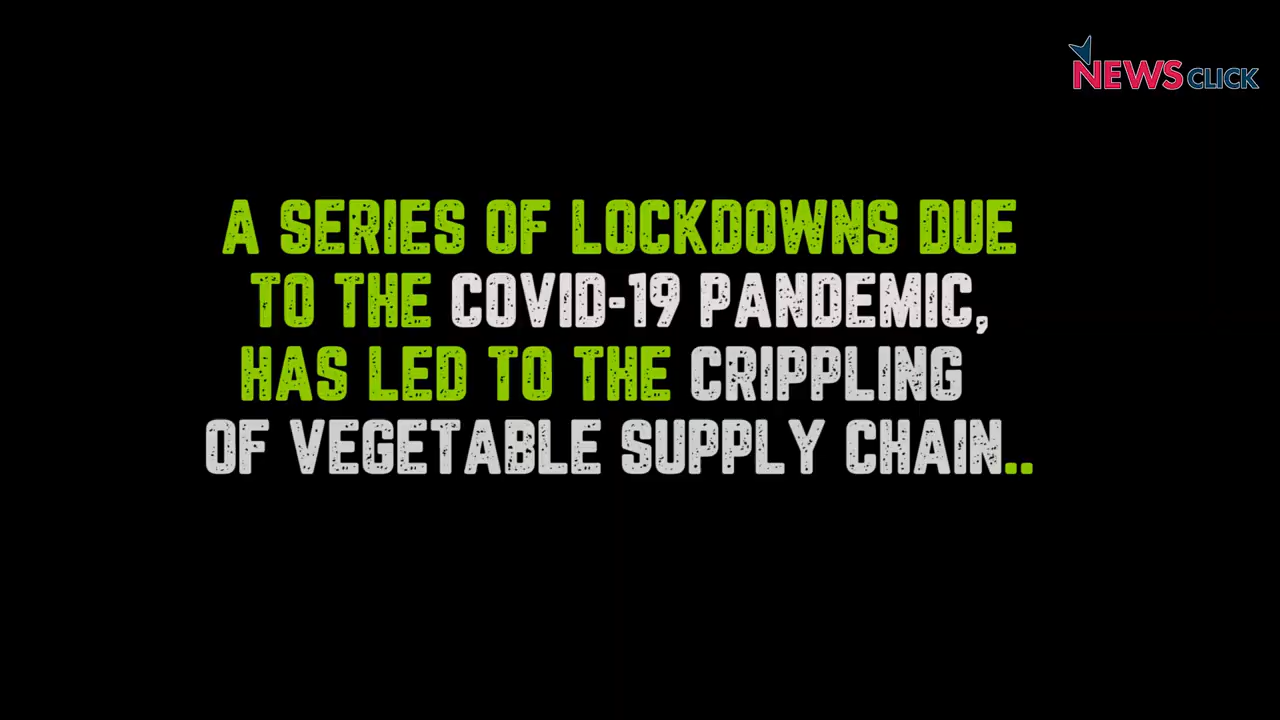 NEWSCLICK
A SERIES OF LOCKDOWNS DUE
TO THE COVID-19 PANDEMIC,
HAS LED TO THE CRIPPLING
OF VEGETABLE SUPPLY CHAIN..